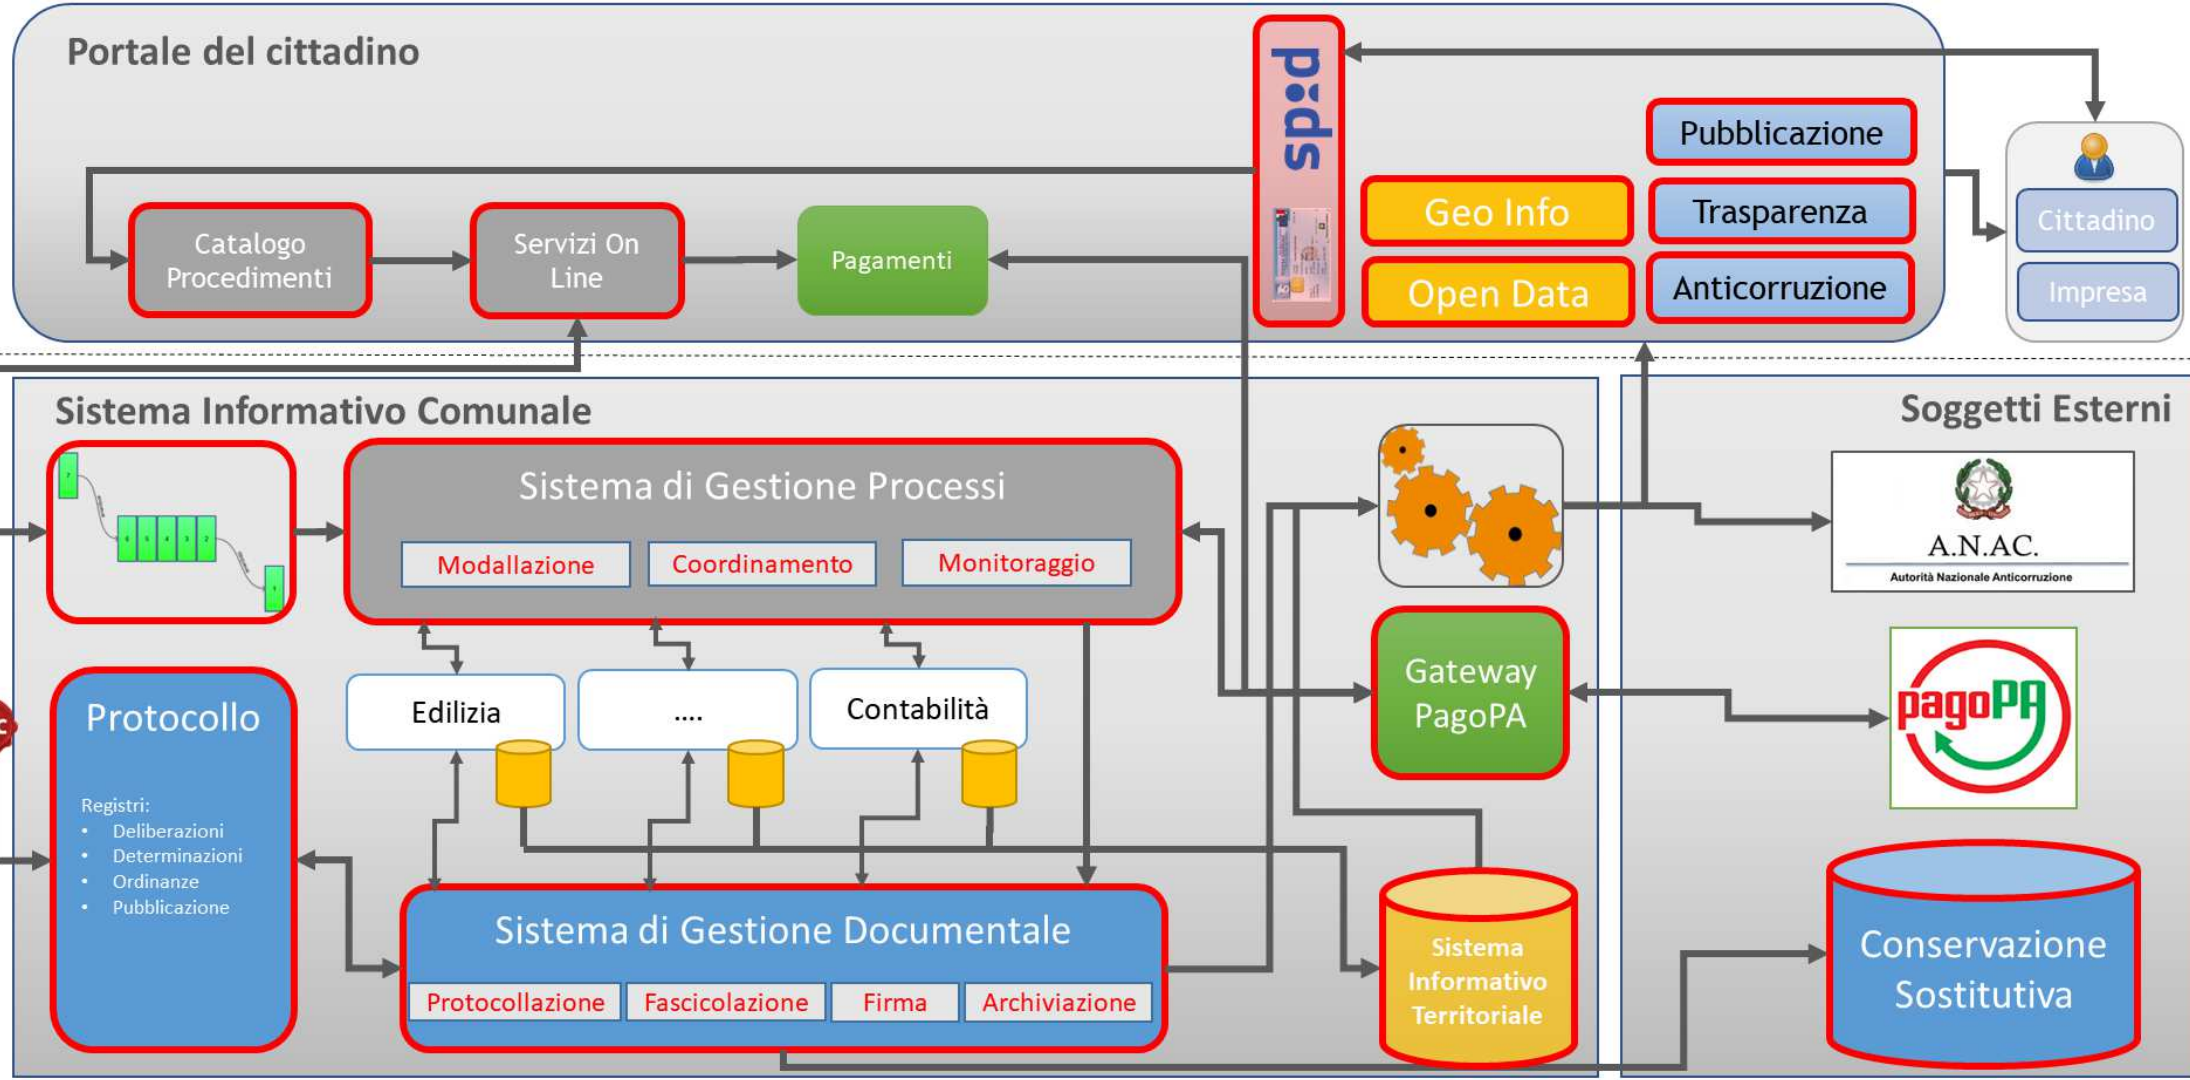 Portale del cittadino
spid
Pubblicazione
Geo Info
Trasparenza
Cittadino
Catalogo
Procedimenti
Servizi On
Line
Pagamenti
Open Data
Anticorruzione
Impresa
Sistema Informativo Comunale
Soggetti Esterni
Sistema di Gestione Processi
Modallazione
Coordinamento
Monitoraggio
A.N.AC.
Autorità Nazionale Anticorruzione
Gateway
PagoPA
pagoPA
Protocollo
Edilizia
....
Contabilità
Registri:
• Deliberazioni
• Determinazioni
• Ordinanze
• Pubblicazione
Sistema di Gestione Documentale
Protocollazione
Fascicolazione
Firma
Archiviazione
Sistema
Informativo
Territoriale
Conservazione
Sostitutiva